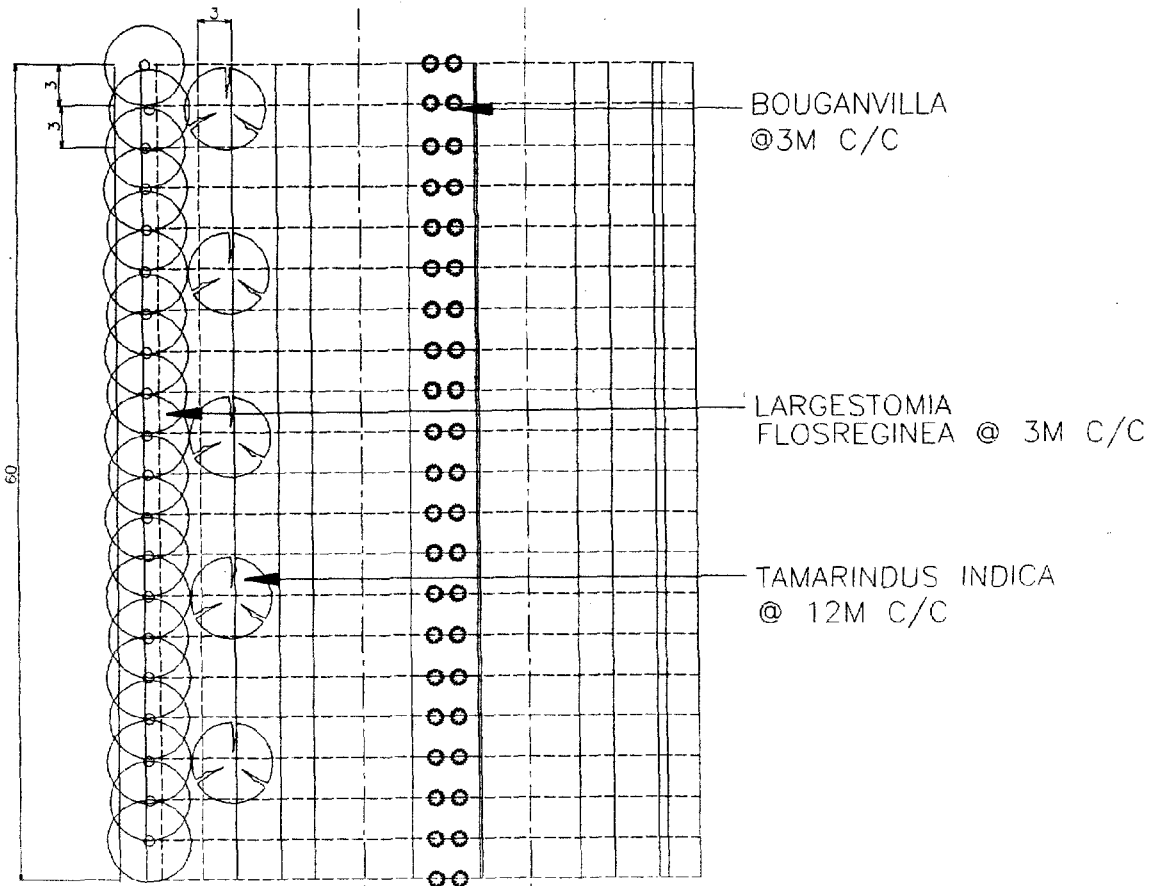 3
3
3
60
BOUGANVILLA
@3M C/C
LARGESTOMIA
FLOSREGINEA @ 3M C/C
TAMARINDUS INDICA
@ 12M C/C